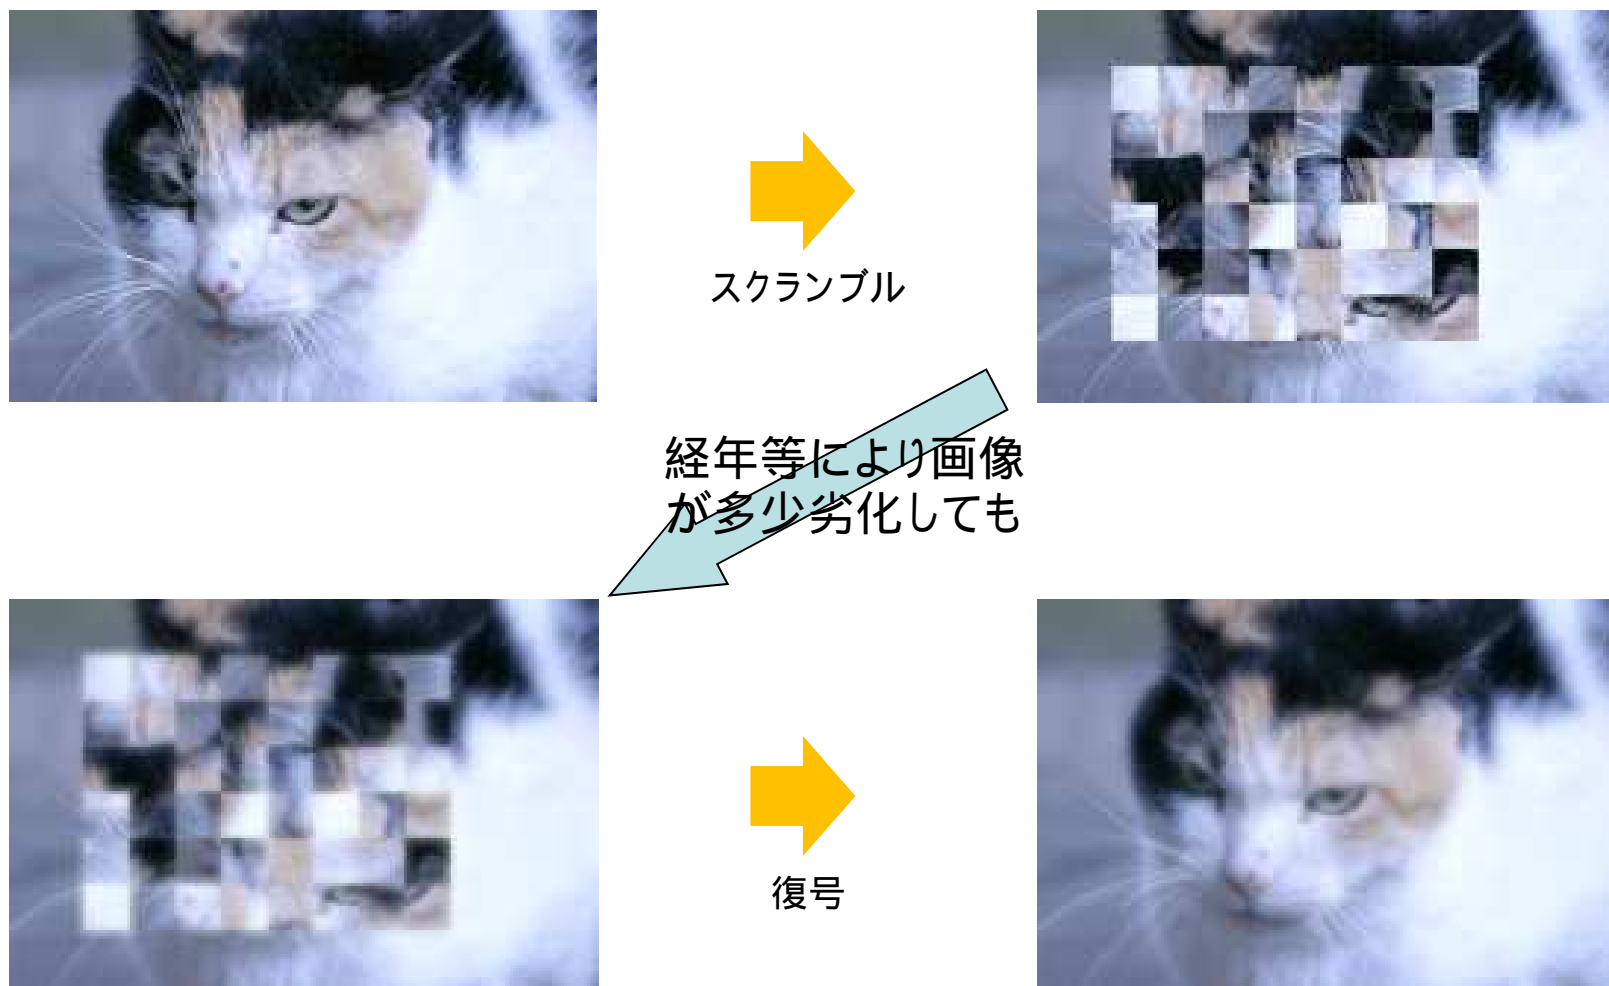 スクランブル
経年等により画像
が多少劣化しても
復号